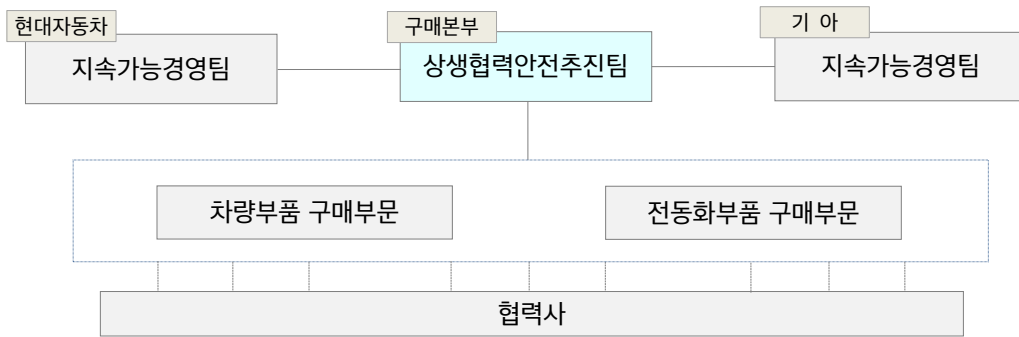 현대자동차
지속가능경영팀
구매본부
상생협력안전추진팀
기 아
지속가능경영팀
차량부품 구매부문
전동화부품 구매부문
협력사